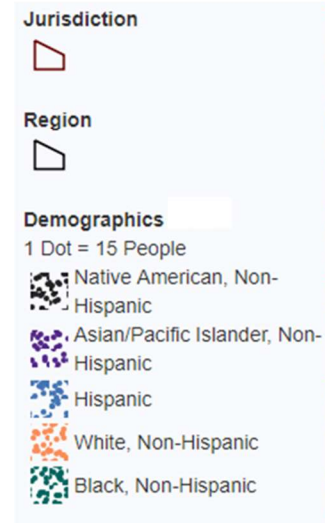 Jurisdiction
Region
Demographics
1 Dot = 15 People
Native American, Non-
Hispanic
Asian/Pacific Islander, Non-
Hispanic
Hispanic
White, Non-Hispanic
Black, Non-Hispanic